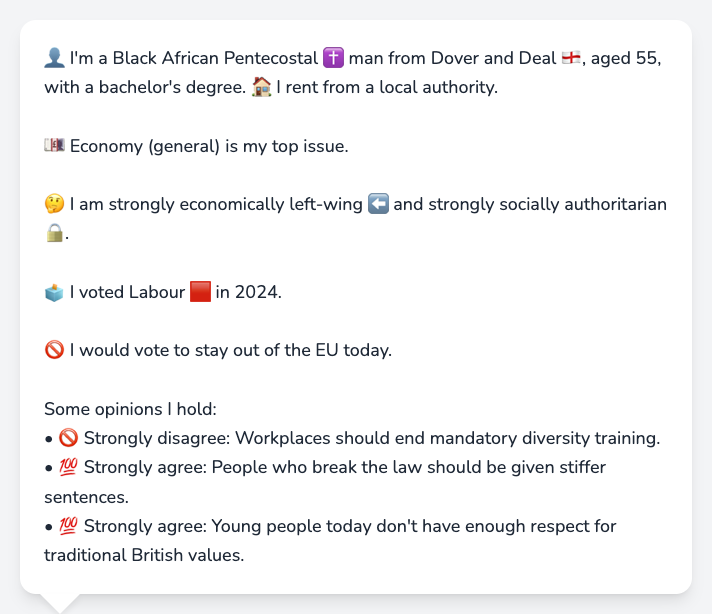 👤 I'm a Black African Pentecostal ✝️ man from Dover and Deal 🏴󠁧󠁢󠁥󠁮󠁧󠁿, aged 55,
with a bachelor's degree. 🏠 I rent from a local authority.
💷 Economy (general) is my top issue.
🤔 I am strongly economically left-wing ⬅️ and strongly socially authoritarian
🔒.
🗳️ I voted Labour 🟥 in 2024.
🚫 I would vote to stay out of the EU today.
Some opinions I hold:
• 🚫 Strongly disagree: Workplaces should end mandatory diversity training.
• 💯 Strongly agree: People who break the law should be given stiffer
sentences.
• 💯 Strongly agree: Young people today don't have enough respect for
traditional British values.